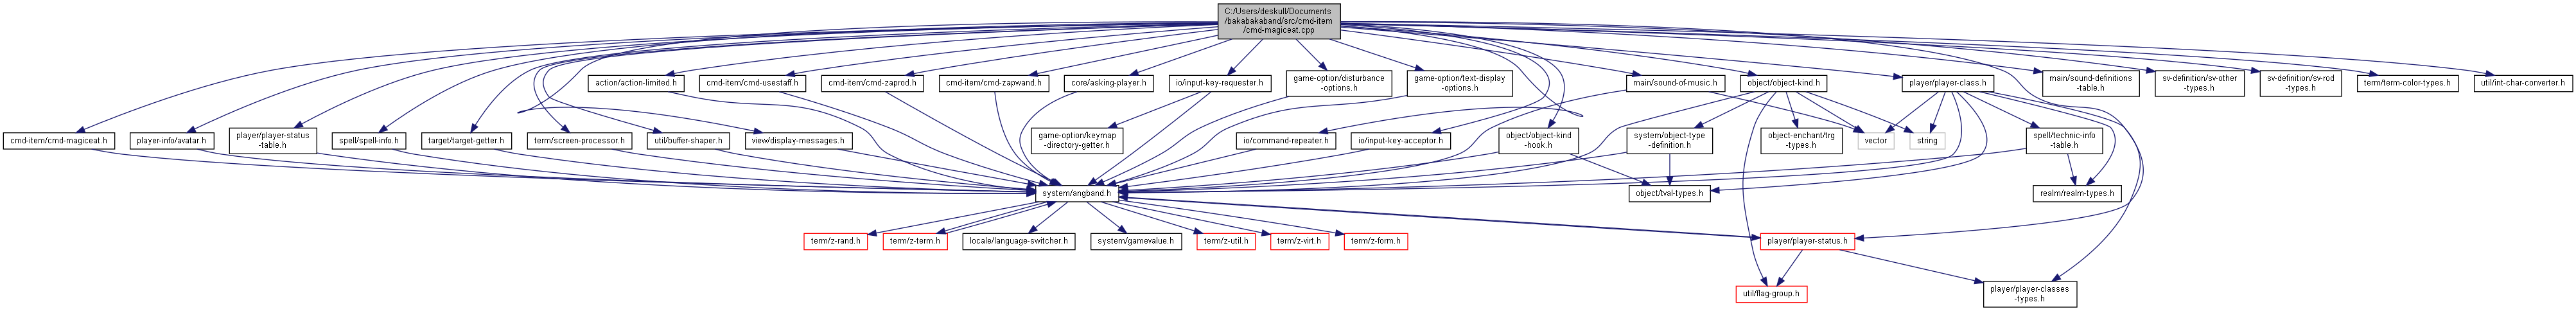 C:/Users/deskull/Documents
/bakabakaband/src/cmd-item
/cmd-magiceat.cpp
action/action-limited.h
cmd-item/cmd-usestaff.h
cmd-item/cmd-zaprod.h
cmd-item/cmd-zapwand.h
core/asking-player.h
io/input-key-requester.h
game-option/disturbance
-options.h
game-option/text-display
-options.h
main/sound-of-music.h
object/object-kind.h
player/player-class.h
main/sound-definitions
-table.h
sv-definition/sv-other
-types.h
sv-definition/sv-rod
-types.h
term/term-color-types.h
util/int-char-converter.h
cmd-item/cmd-magiceat.h
player-info/avatar.h
player/player-status
-table.h
spell/spell-info.h
target/target-getter.h
term/screen-processor.h
util/buffer-shaper.h
view/display-messages.h
game-option/keymap
-directory-getter.h
io/command-repeater.h
io/input-key-acceptor.h
object/object-kind
-hook.h
system/object-type
-definition.h
object-enchant/trg
-types.h
vector
string
spell/technic-info
-table.h
system/angband.h
object/tval-types.h
realm/realm-types.h
term/z-rand.h
term/z-term.h
locale/language-switcher.h
system/gamevalue.h
term/z-util.h
term/z-virt.h
term/z-form.h
player/player-status.h
util/flag-group.h
player/player-classes
-types.h